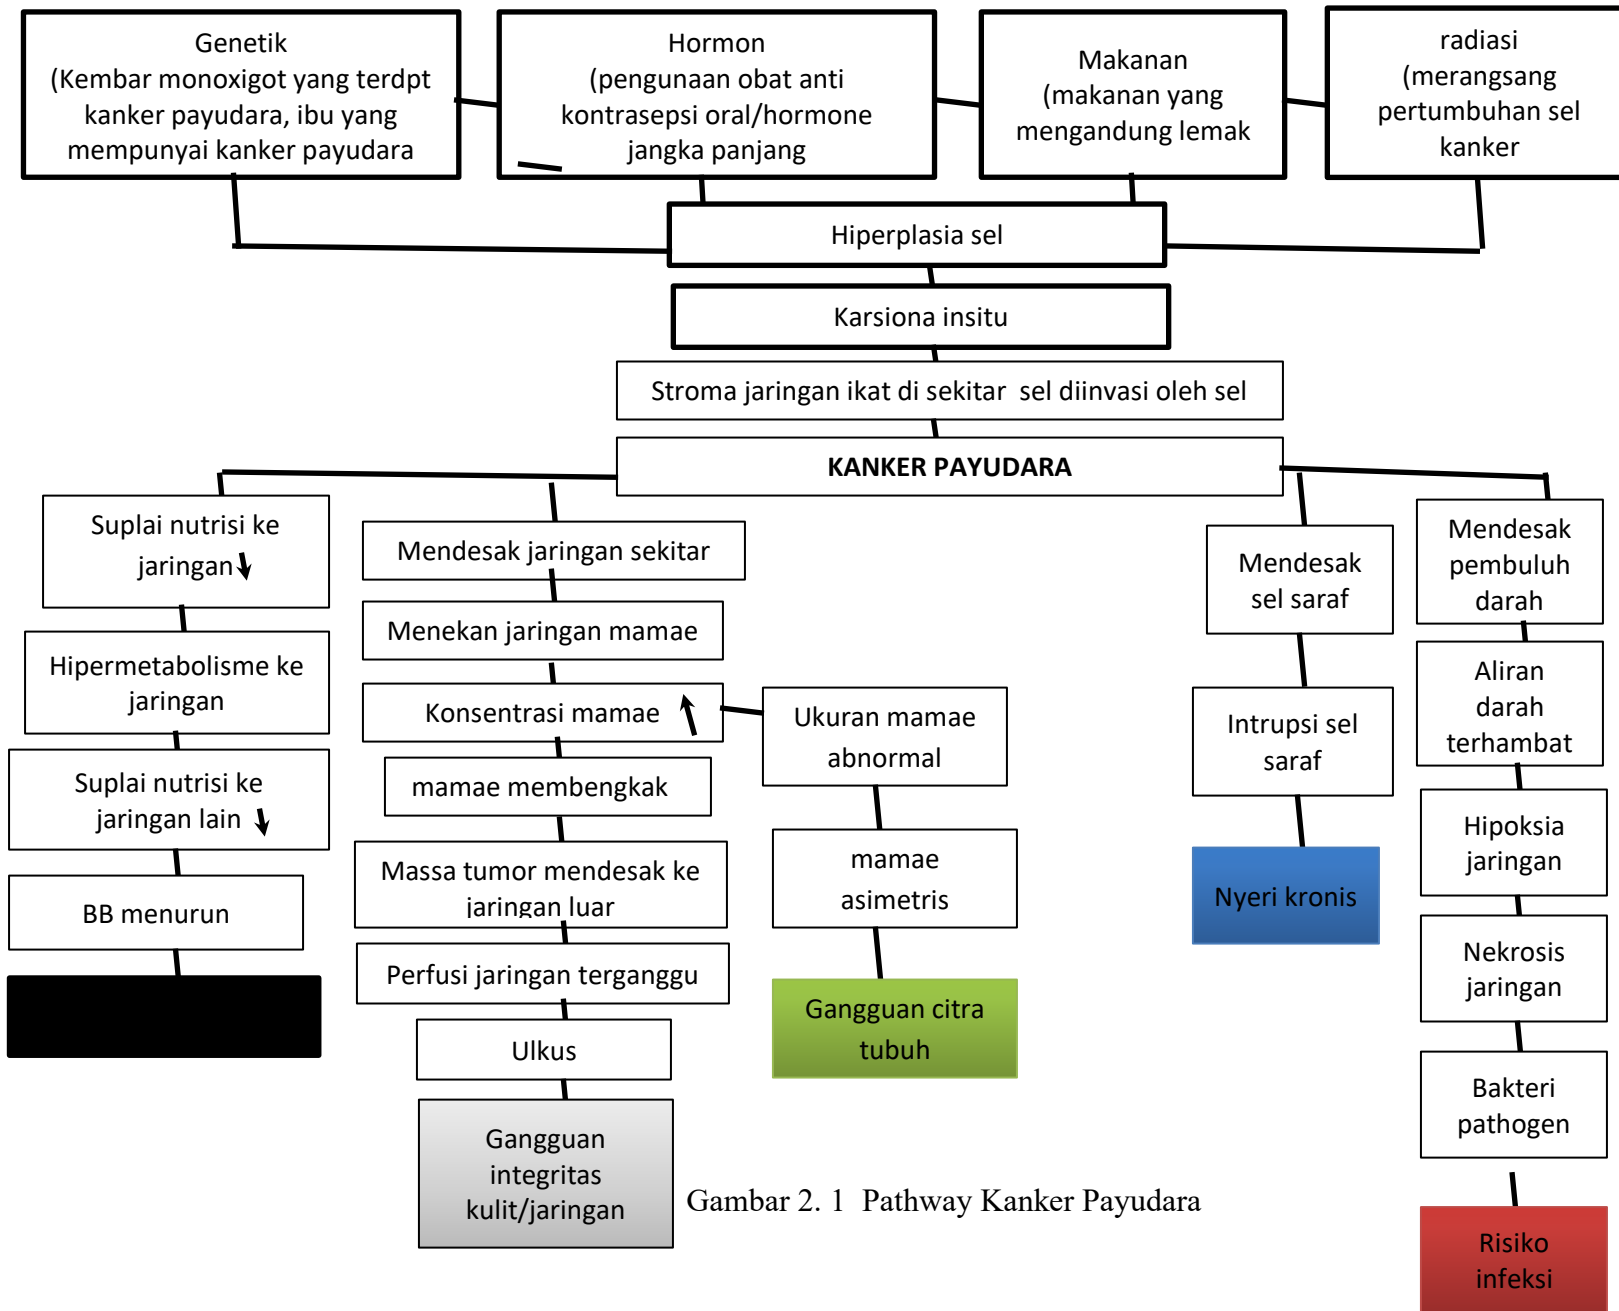 Genetik
(Kembar monoxigot yang terdpt
kanker payudara, ibu yang
mempunyai kanker payudara
Hormon
(pengunaan obat anti
kontrasepsi oral/hormone
jangka panjang
Makanan
(makanan yang
mengandung lemak
radiasi
(merangsang
pertumbuhan sel
kanker
Hiperplasia sel
Karsiona insitu
Stroma jaringan ikat di sekitar sel diinvasi oleh sel
KANKER PAYUDARA
Suplai nutrisi ke
jaringan
Hipermetabolisme ke
jaringan
Suplai nutrisi ke
jaringan lain
BB menurun
Mendesak jaringan sekitar
Menekan jaringan mamae
Konsentrasi mamae
mamae membengkak
Massa tumor mendesak ke
jaringan luar
Perfusi jaringan terganggu
Ulkus
Gangguan
integritas
kulit/jaringan
Ukuran mamae
abnormal
mamae
asimetris
Gangguan citra
tubuh
Mendesak
sel saraf
Intrupsi sel
saraf
Nyeri kronis
Mendesak
pembuluh
darah
Aliran
darah
terhambat
Hipoksia
jaringan
Nekrosis
jaringan
Bakteri
pathogen
Risiko
infeksi
Gambar 2. 1 Pathway Kanker Payudara